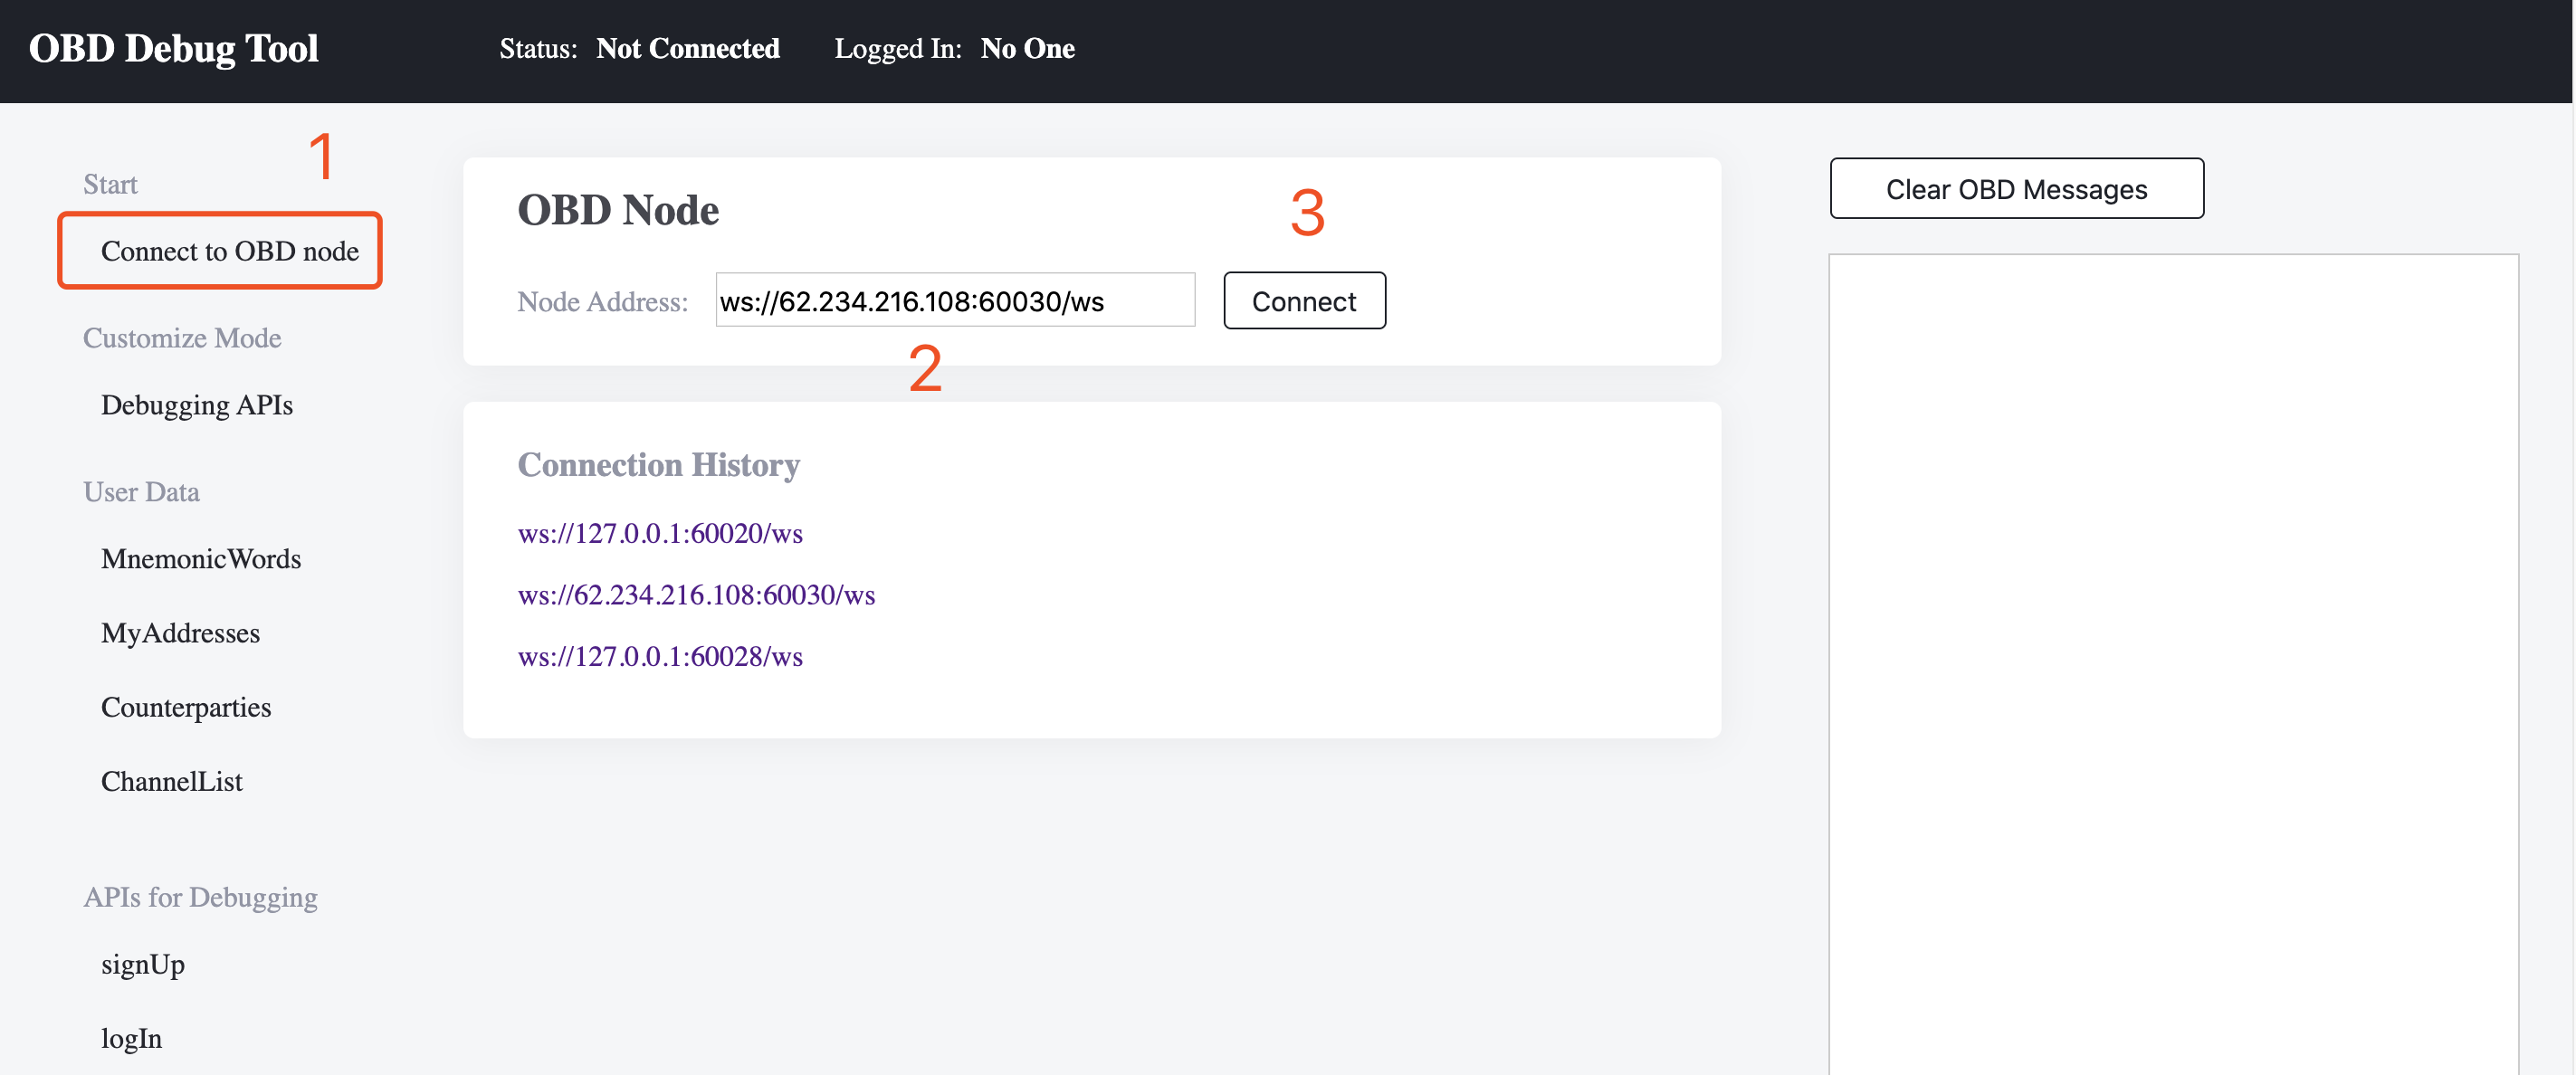 OBD Debug Tool
Status: Not Connected Logged In: No One
1
Start
Connect to OBD node
Customize Mode
Debugging APIs
User Data
MnemonicWords
MyAddresses
Counterparties
ChannelList
APIs for Debugging
signUp
logIn
OBD Node
3
Node Address: ws://62.234.216.108:60030/ws Connect
2
Connection History
ws://127.0.0.1:60020/ws
ws://62.234.216.108:60030/ws
ws://127.0.0.1:60028/ws
Clear OBD Messages